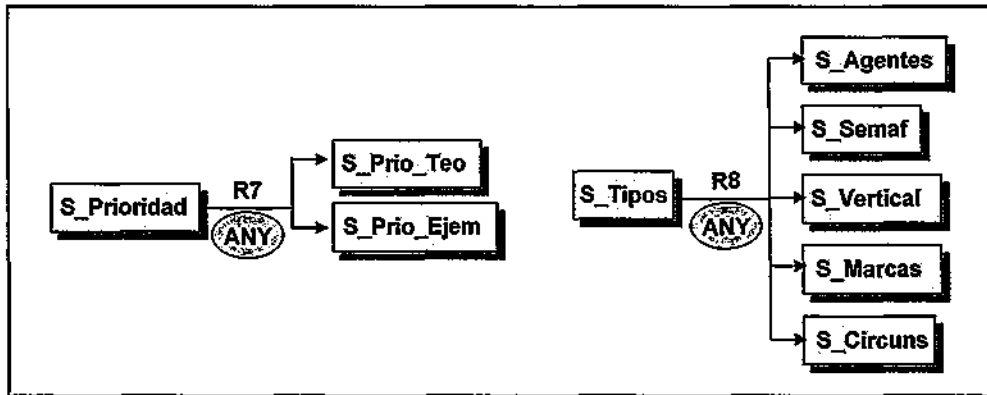 S_Prioridad
R7
ANY
S_Prio_Teo
S_Prio_Ejem
S_Tipos
R8
ANY
S_Agentes
S_Semaf
S_Vertical
S_Marcas
S_Circuns